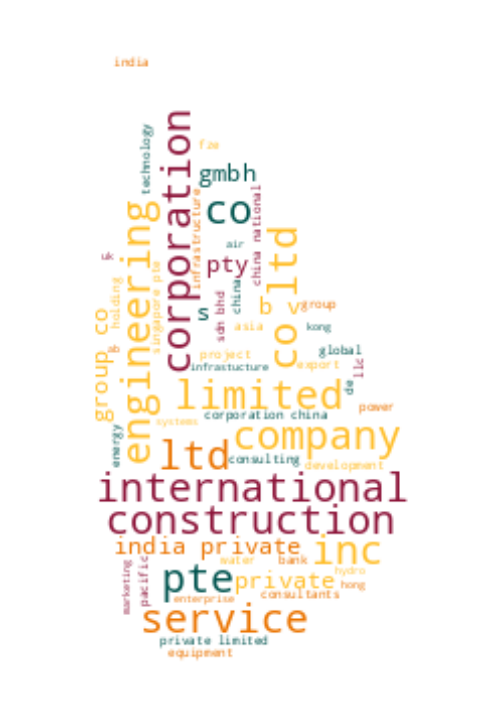 india
corporation
technology
fze
gmbh
china national
infrastructure
co
engineering
co ltd
air
uk
pty
singapore pte
holding
china
sdn bhd
b v
group
s
asia
kong
group co
gb
project
global
infrastucture
export
llc
de
limited
power
corporation china
systems
company
energy
ltd
consulting
development
international
construction
india private
inc
water
bank
marketing
pacific
pte
private
hydro
hong
enterprise
consultants
service
private limited
equipment